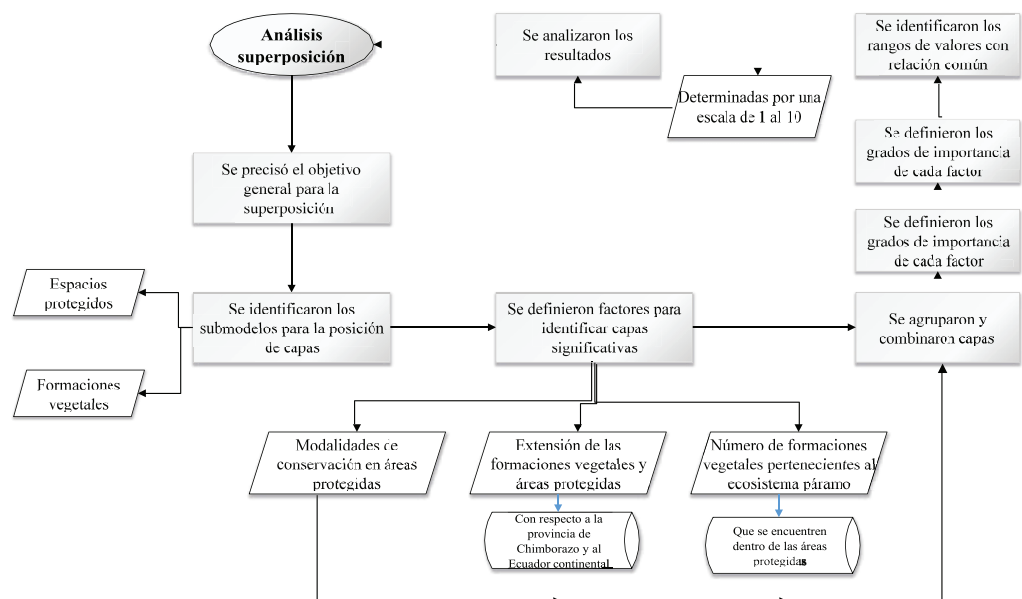 Análisis
superposición
Se precisó el objetivo
general para la
superposición
Se identificaron los
submodelos para la posición
de capas
Espacios
protegidos
Formaciones
vegetales
Se definieron factores para
identificar capas
significativas
Modalidades de
conservación en áreas
protegidas
Extensión de las
formaciones vegetales y
áreas protegidas
Con respecto a la
provincia de
Chimborazo y al
Ecuador continental
Número de formaciones
vegetales pertenecientes al
ecosistema páramo
Que se encuentren
dentro de las áreas
protegidas
Se agruparon y
combinaron capas
Se definieron los
grados de importancia
de cada factor
Se definieron los
grados de importancia
de cada factor
Se identificaron los
rangos de valores con
relación común
Determinadas por una
escala de 1 al 10
Se analizaron los
resultados